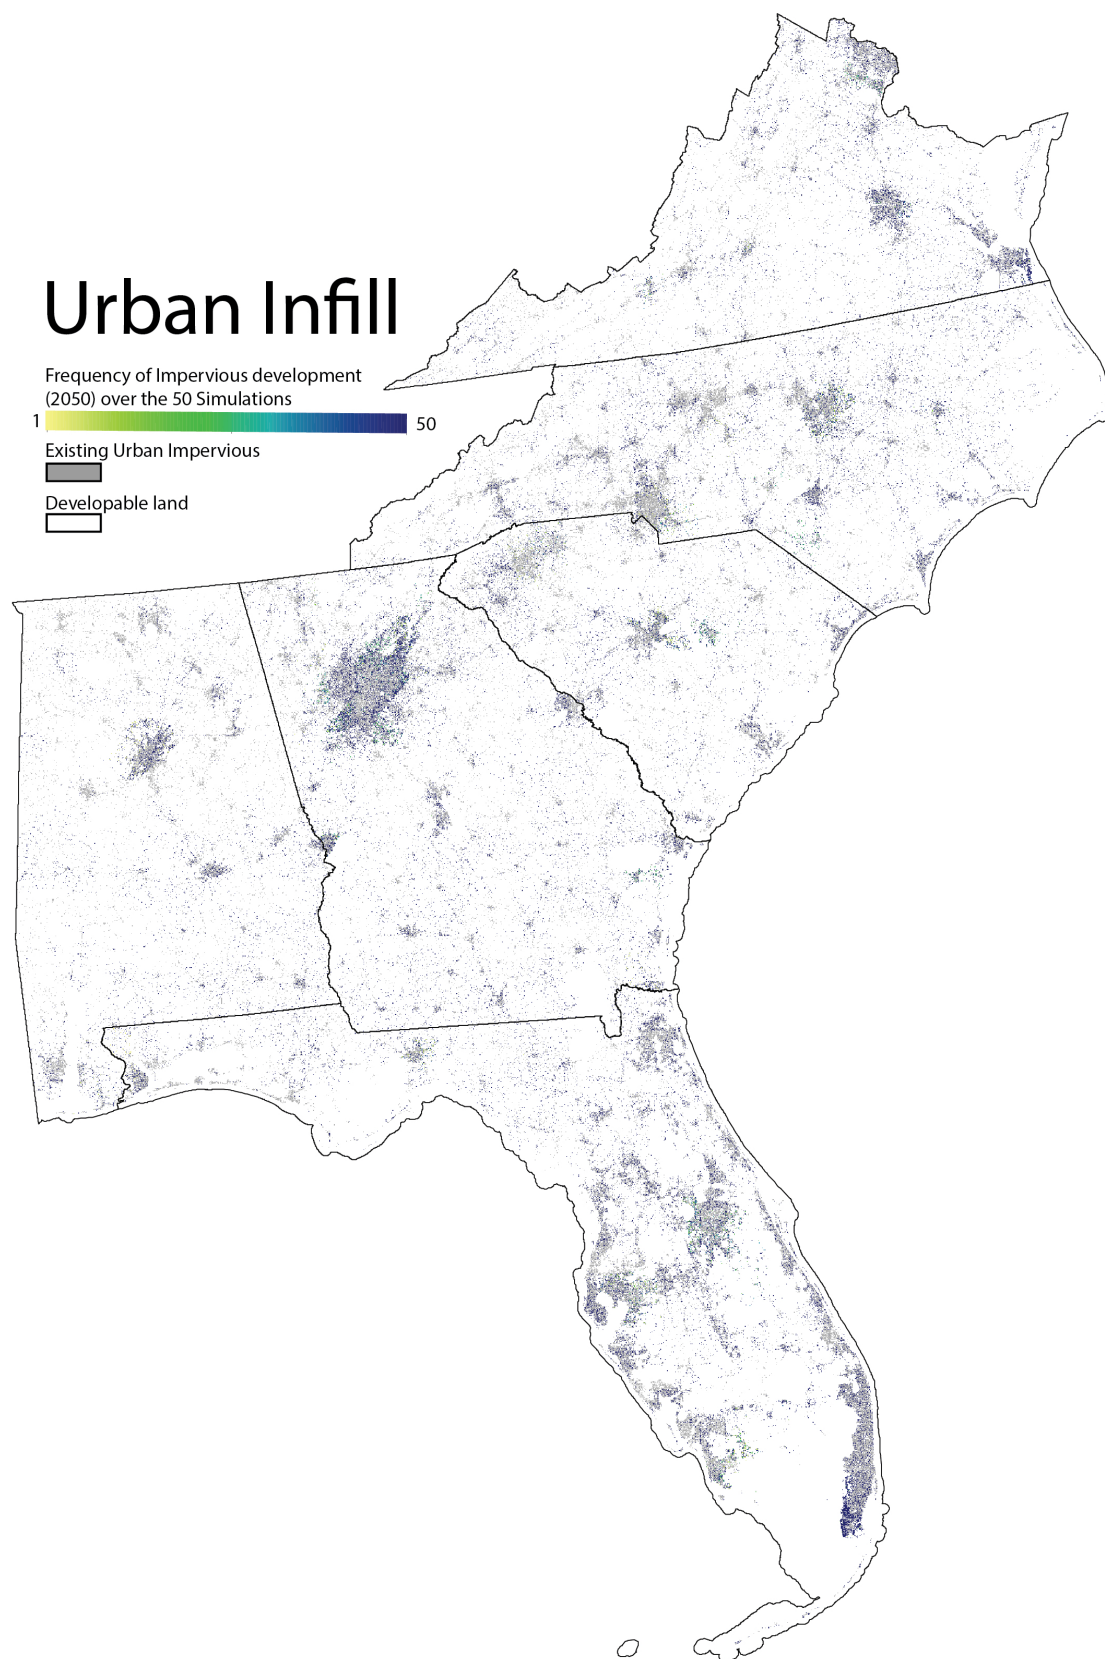 Urban Infill
Frequency of Impervious development
(2050) over the 50 Simulations
1 50
Existing Urban Impervious
Developable land